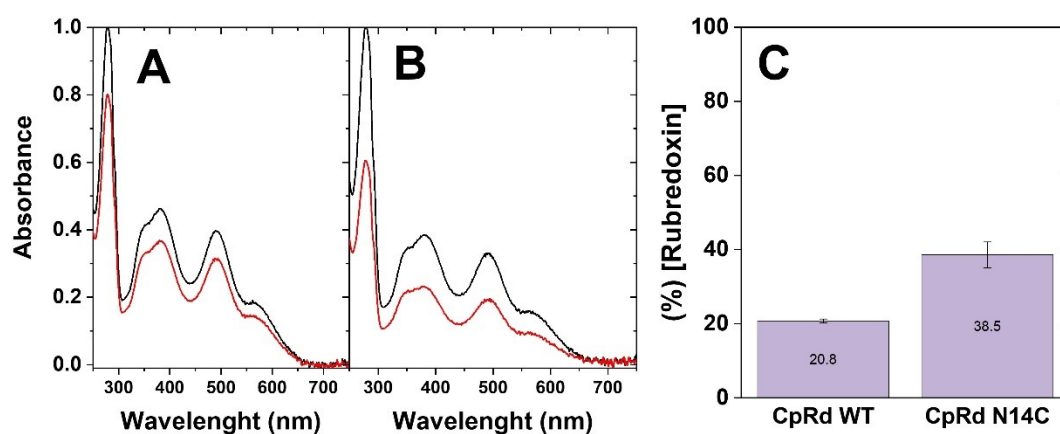 A
B
C
Absorbance
1.0
0.8
0.6
0.4
0.2
0.0
300 400 500 600 700
300 400 500 600 700
Wavelenght (nm)
Wavelenght (nm)
(%) [Rubredoxin]
100
80
60
40
20
0
20.8
38.5
CpRd WT
CpRd N14C